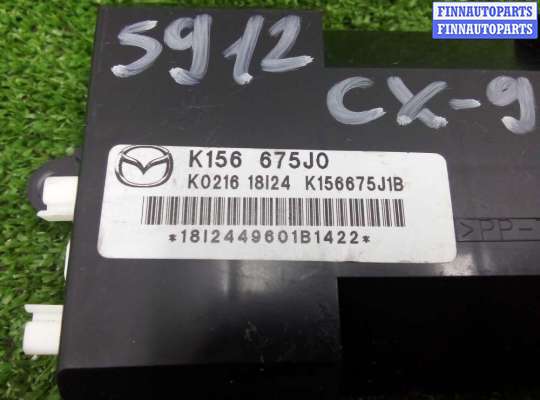 FINNAUTOPARTS
FINNAUTOPARTS
5912
CX-9
K156 675J0
K0216 18I24 K156675J1B
*18I2449601B1422*
>PP-